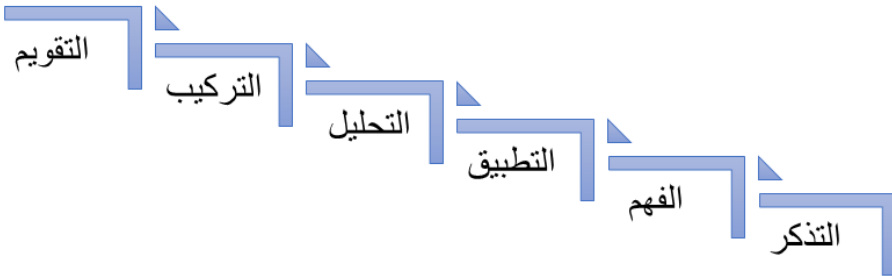 التقويم
التركيب
التحليل
التطبيق
الفهم
التذكر